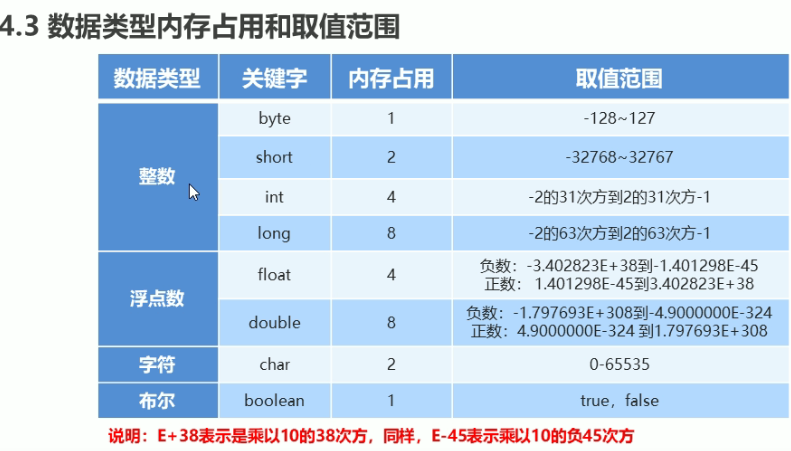 4.3 数据类型内存占用和取值范围
数据类型 关键字 内存占用 取值范围
整数
byte 1 -128~127
short 2 -32768~32767
int 4 -2的31次方到2的31次方-1
long 8 -2的63次方到2的63次方-1
浮点数
float 4 负数：-3.402823E+38到-1.401298E-45
正数： 1.401298E-45到3.402823E+38
double 8 负数：-1.797693E+308到-4.9000000E-324
正数：4.9000000E-324 到1.797693E+308
字符 char 2 0-65535
布尔 boolean 1 true，false
说明：E+38表示是乘以10的38次方，同样，E-45表示乘以10的负45次方